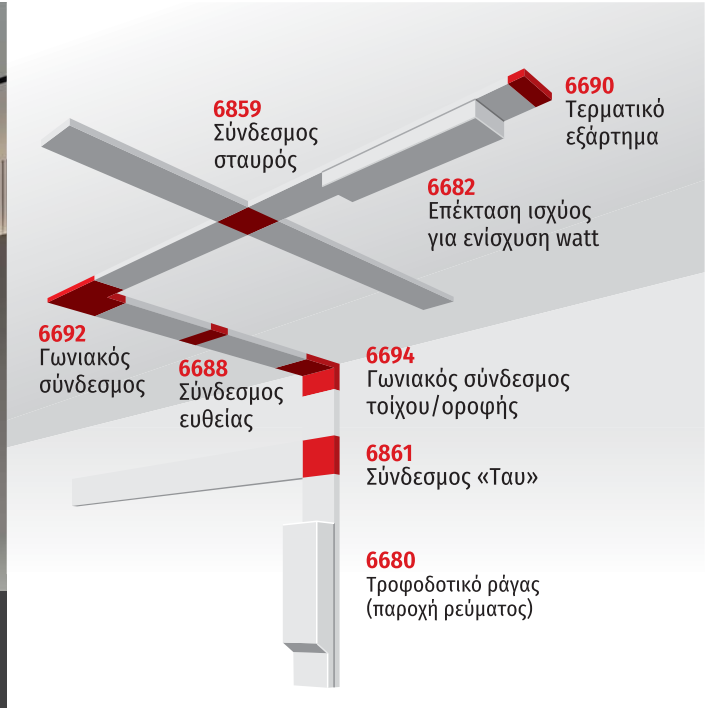 6690
Τερματικό
εξάρτημα
6859
Σύνδεσμος
σταυρός
6682
Επέκταση ισχύος
για ενίσχυση watt
6692
Γωνιακός
σύνδεσμος
6688
Σύνδεσμος
ευθείας
6694
Γωνιακός σύνδεσμος
τοίχου/οροφής
6861
Σύνδεσμος «Ταυ»
6680
Τροφοδοτικό ράγας
(παροχή ρεύματος)